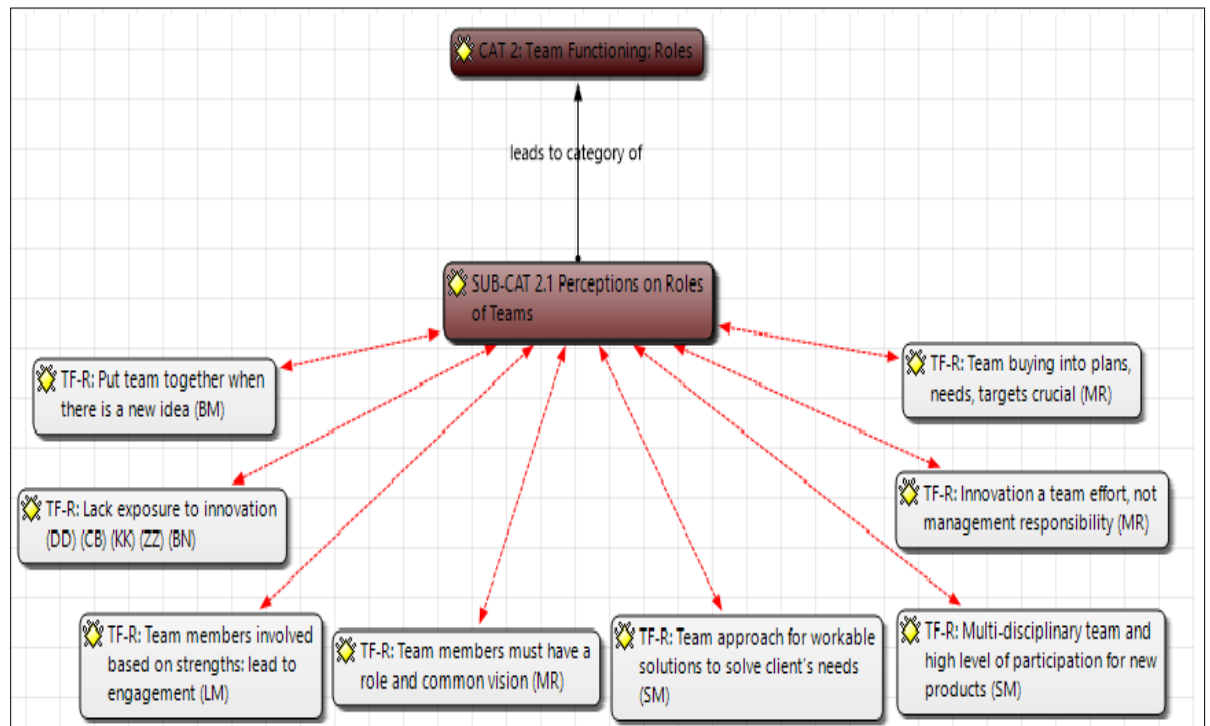 CAT 2: Team Functioning: Roles
leads to category of
SUB-CAT 2.1 Perceptions on Roles
of Teams
TF-R: Put team together when
there is a new idea (BM)
TF-R: Team buying into plans,
needs, targets crucial (MR)
TF-R: Lack exposure to innovation
(DD) (CB) (KK) (ZZ) (BN)
TF-R: Innovation a team effort, not
management responsibility (MR)
TF-R: Team members involved
based on strengths: lead to
engagement (LM)
TF-R: Team members must have a
role and common vision (MR)
TF-R: Team approach for workable
solutions to solve client's needs
(SM)
TF-R: Multi-disciplinary team and
high level of participation for new
products (SM)